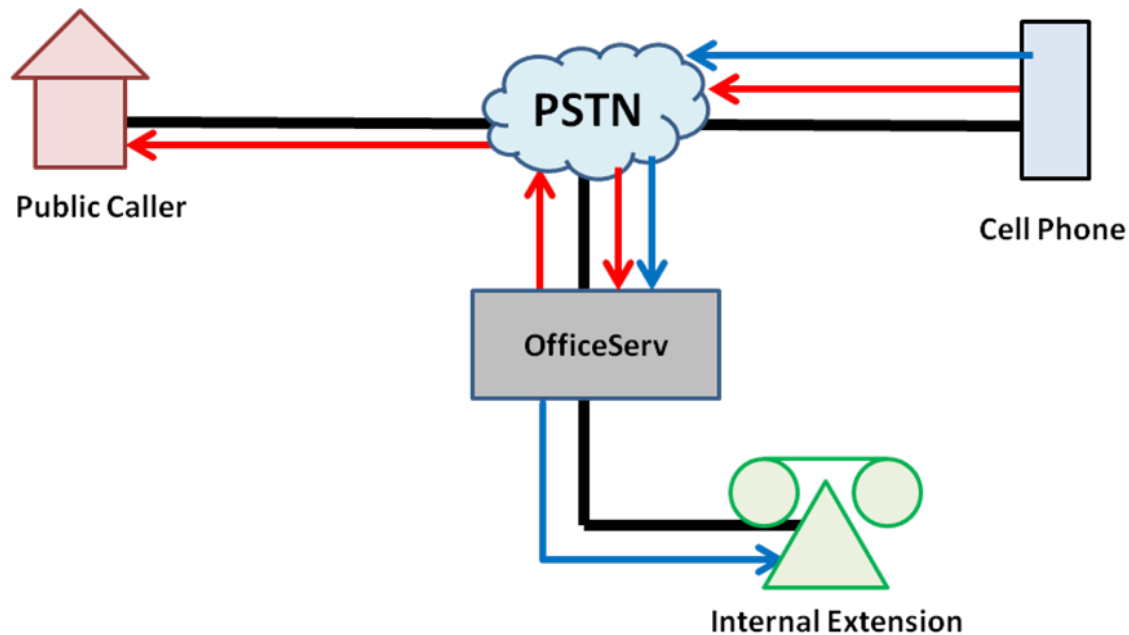 PSTN
Public Caller
Cell Phone
OfficeServ
Internal Extension